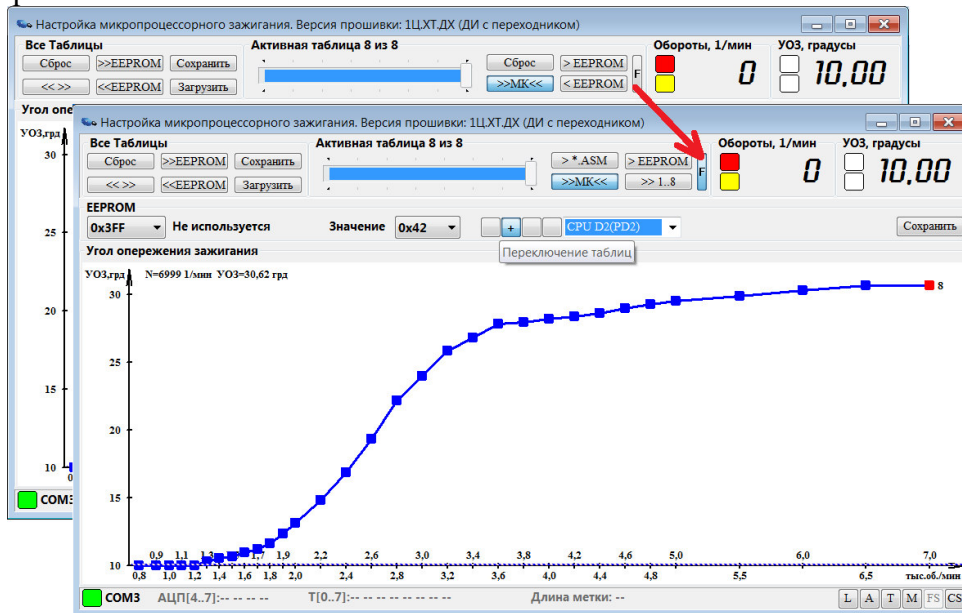 Настройка микропроцессорного зажигания. Версия прошивки: 1Ц.ХТ.ДХ (ДИ с переходником)
Все Таблицы Активная таблица 8 из 8 Обороты, 1/мин УОЗ, градусы
Сброс >>EEPROM Сохранить Сброс > EEPROM
<< >> <<EEPROM Загрузить >>МК<< < EEPROM F 0 10,00
Угол опе
УОЗ,грд
30
25
20
15
10
0
COM3
Настройка микропроцессорного зажигания. Версия прошивки: 1Ц.ХТ.ДХ (ДИ с переходником)
Все Таблицы Активная таблица 8 из 8 Обороты, 1/мин УОЗ, градусы
Сброс >>EEPROM Сохранить > *.ASM > EEPROM
<< >> <<EEPROM Загрузить >>МК<< >> 1..8 F 0 10,00
EEPROM
0x3FF Не используется Значение 0x42 + CPU D2(PD2) Сохранить
Переключение таблиц
Угол опережения зажигания
УОЗ,грд N=6999 1/мин УОЗ=30,62 грд
30 8
25
20
15
10
0,9 1,1 1,3 1,7 1,9 2,2 2,6 3,0 3,4 3,8 4,2 4,6 5,0 6,0 7,0
0,8 1,0 1,2 1,4 1,6 1,8 2,0 2,4 2,8 3,2 3,6 4,0 4,4 4,8 5,5 6,5 тыс.об./мин
COM3 АЦП[4..7]:-- -- -- -- T[0..7]:-- -- -- -- -- -- -- -- Длина метки: -- L A T M FS CS